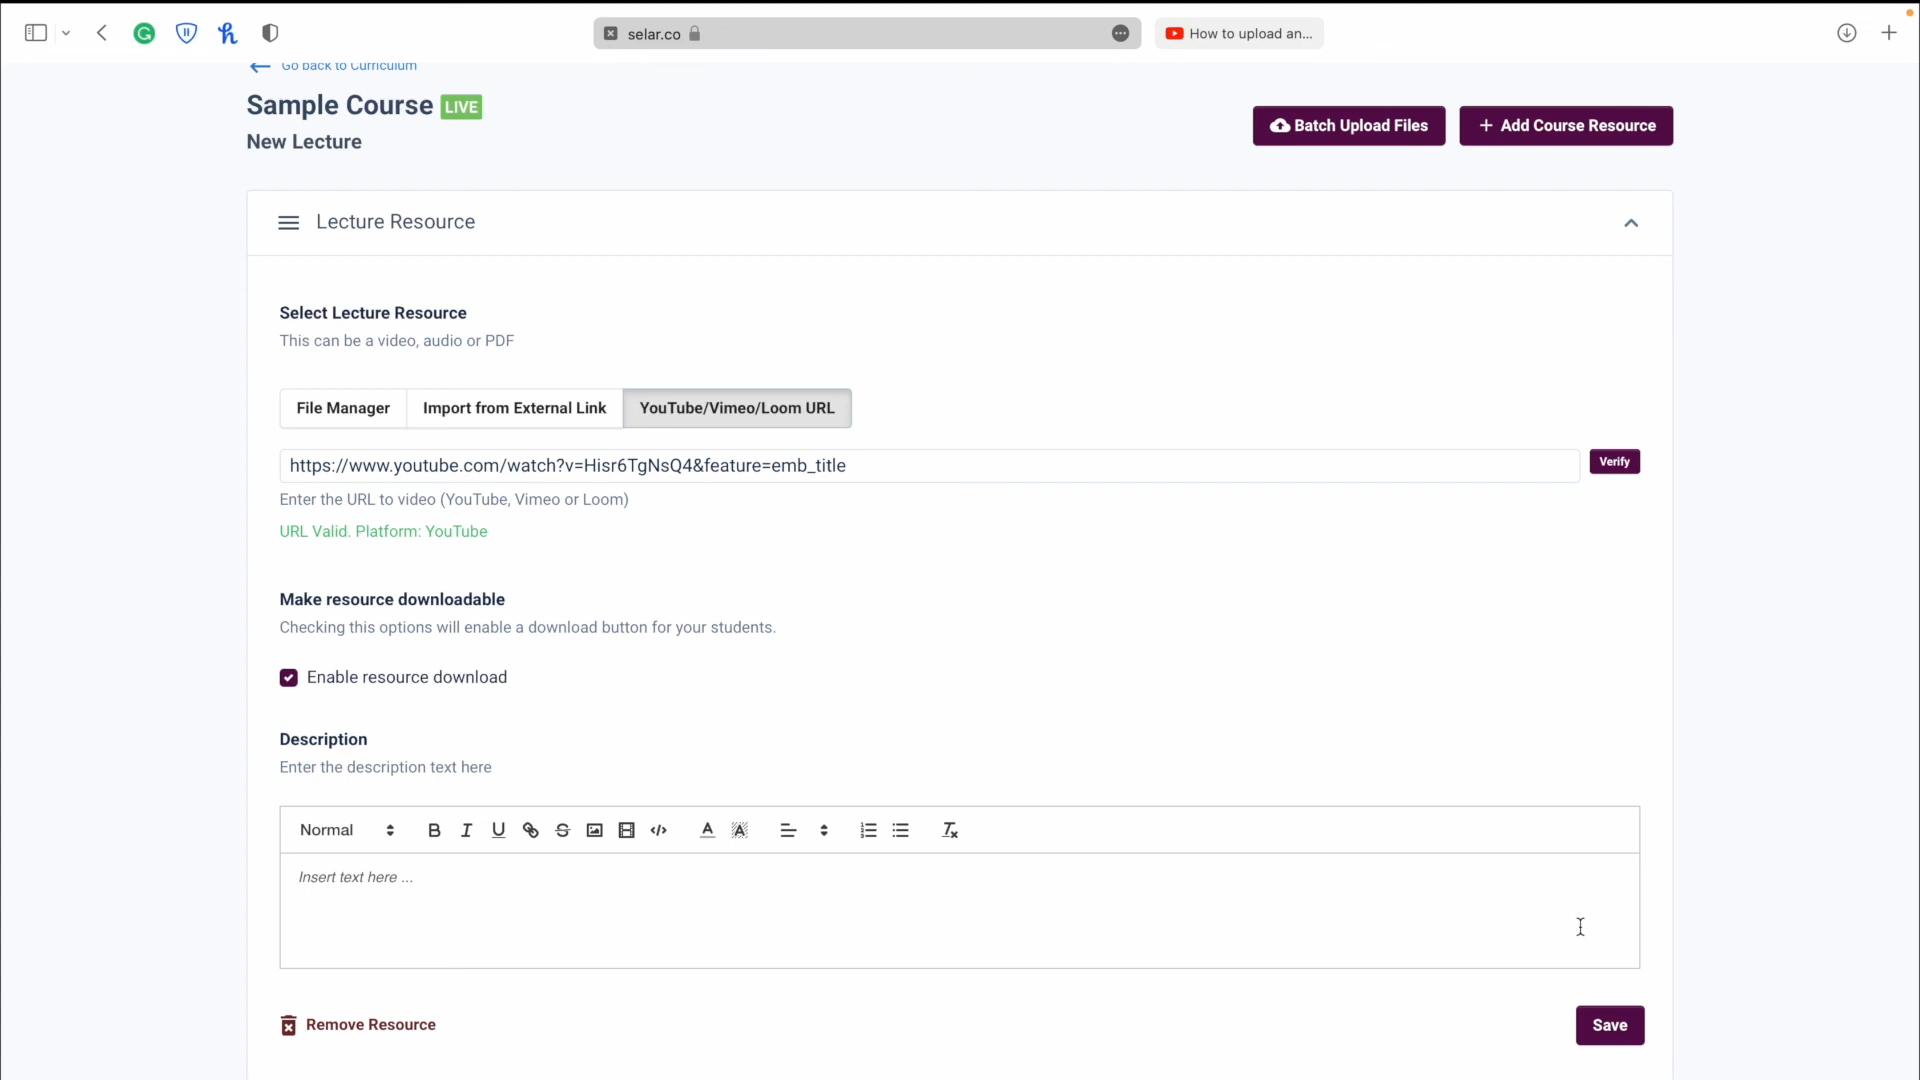 selar.co
How to upload an...
Go back to Curriculum
Sample Course LIVE
New Lecture
Batch Upload Files
+ Add Course Resource
Lecture Resource
Select Lecture Resource
This can be a video, audio or PDF
File Manager
Import from External Link
YouTube/Vimeo/Loom URL
https://www.youtube.com/watch?v=Hisr6TgNsQ4&feature=emb_title
Verify
Enter the URL to video (YouTube, Vimeo or Loom)
URL Valid. Platform: YouTube
Make resource downloadable
Checking this options will enable a download button for your students.
Enable resource download
Description
Enter the description text here
Normal
Insert text here ...
Remove Resource
Save